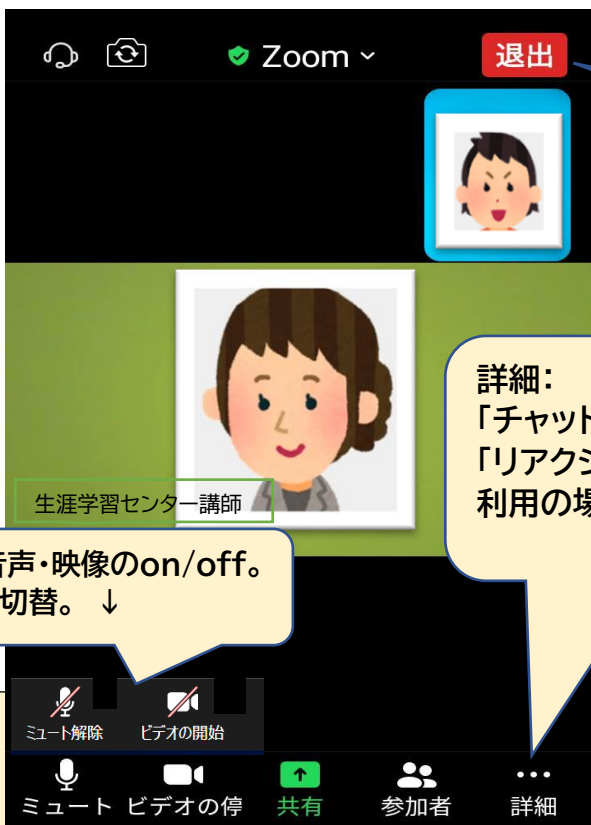 Zoom
退出
詳細：
「チャット
「リアクシ
利用の場
生涯学習センター講師
声・映像のon/off。
切替。 ↓
ミュート解除 ビデオの開始
ミュート ビデオの停 共有 参加者 詳細